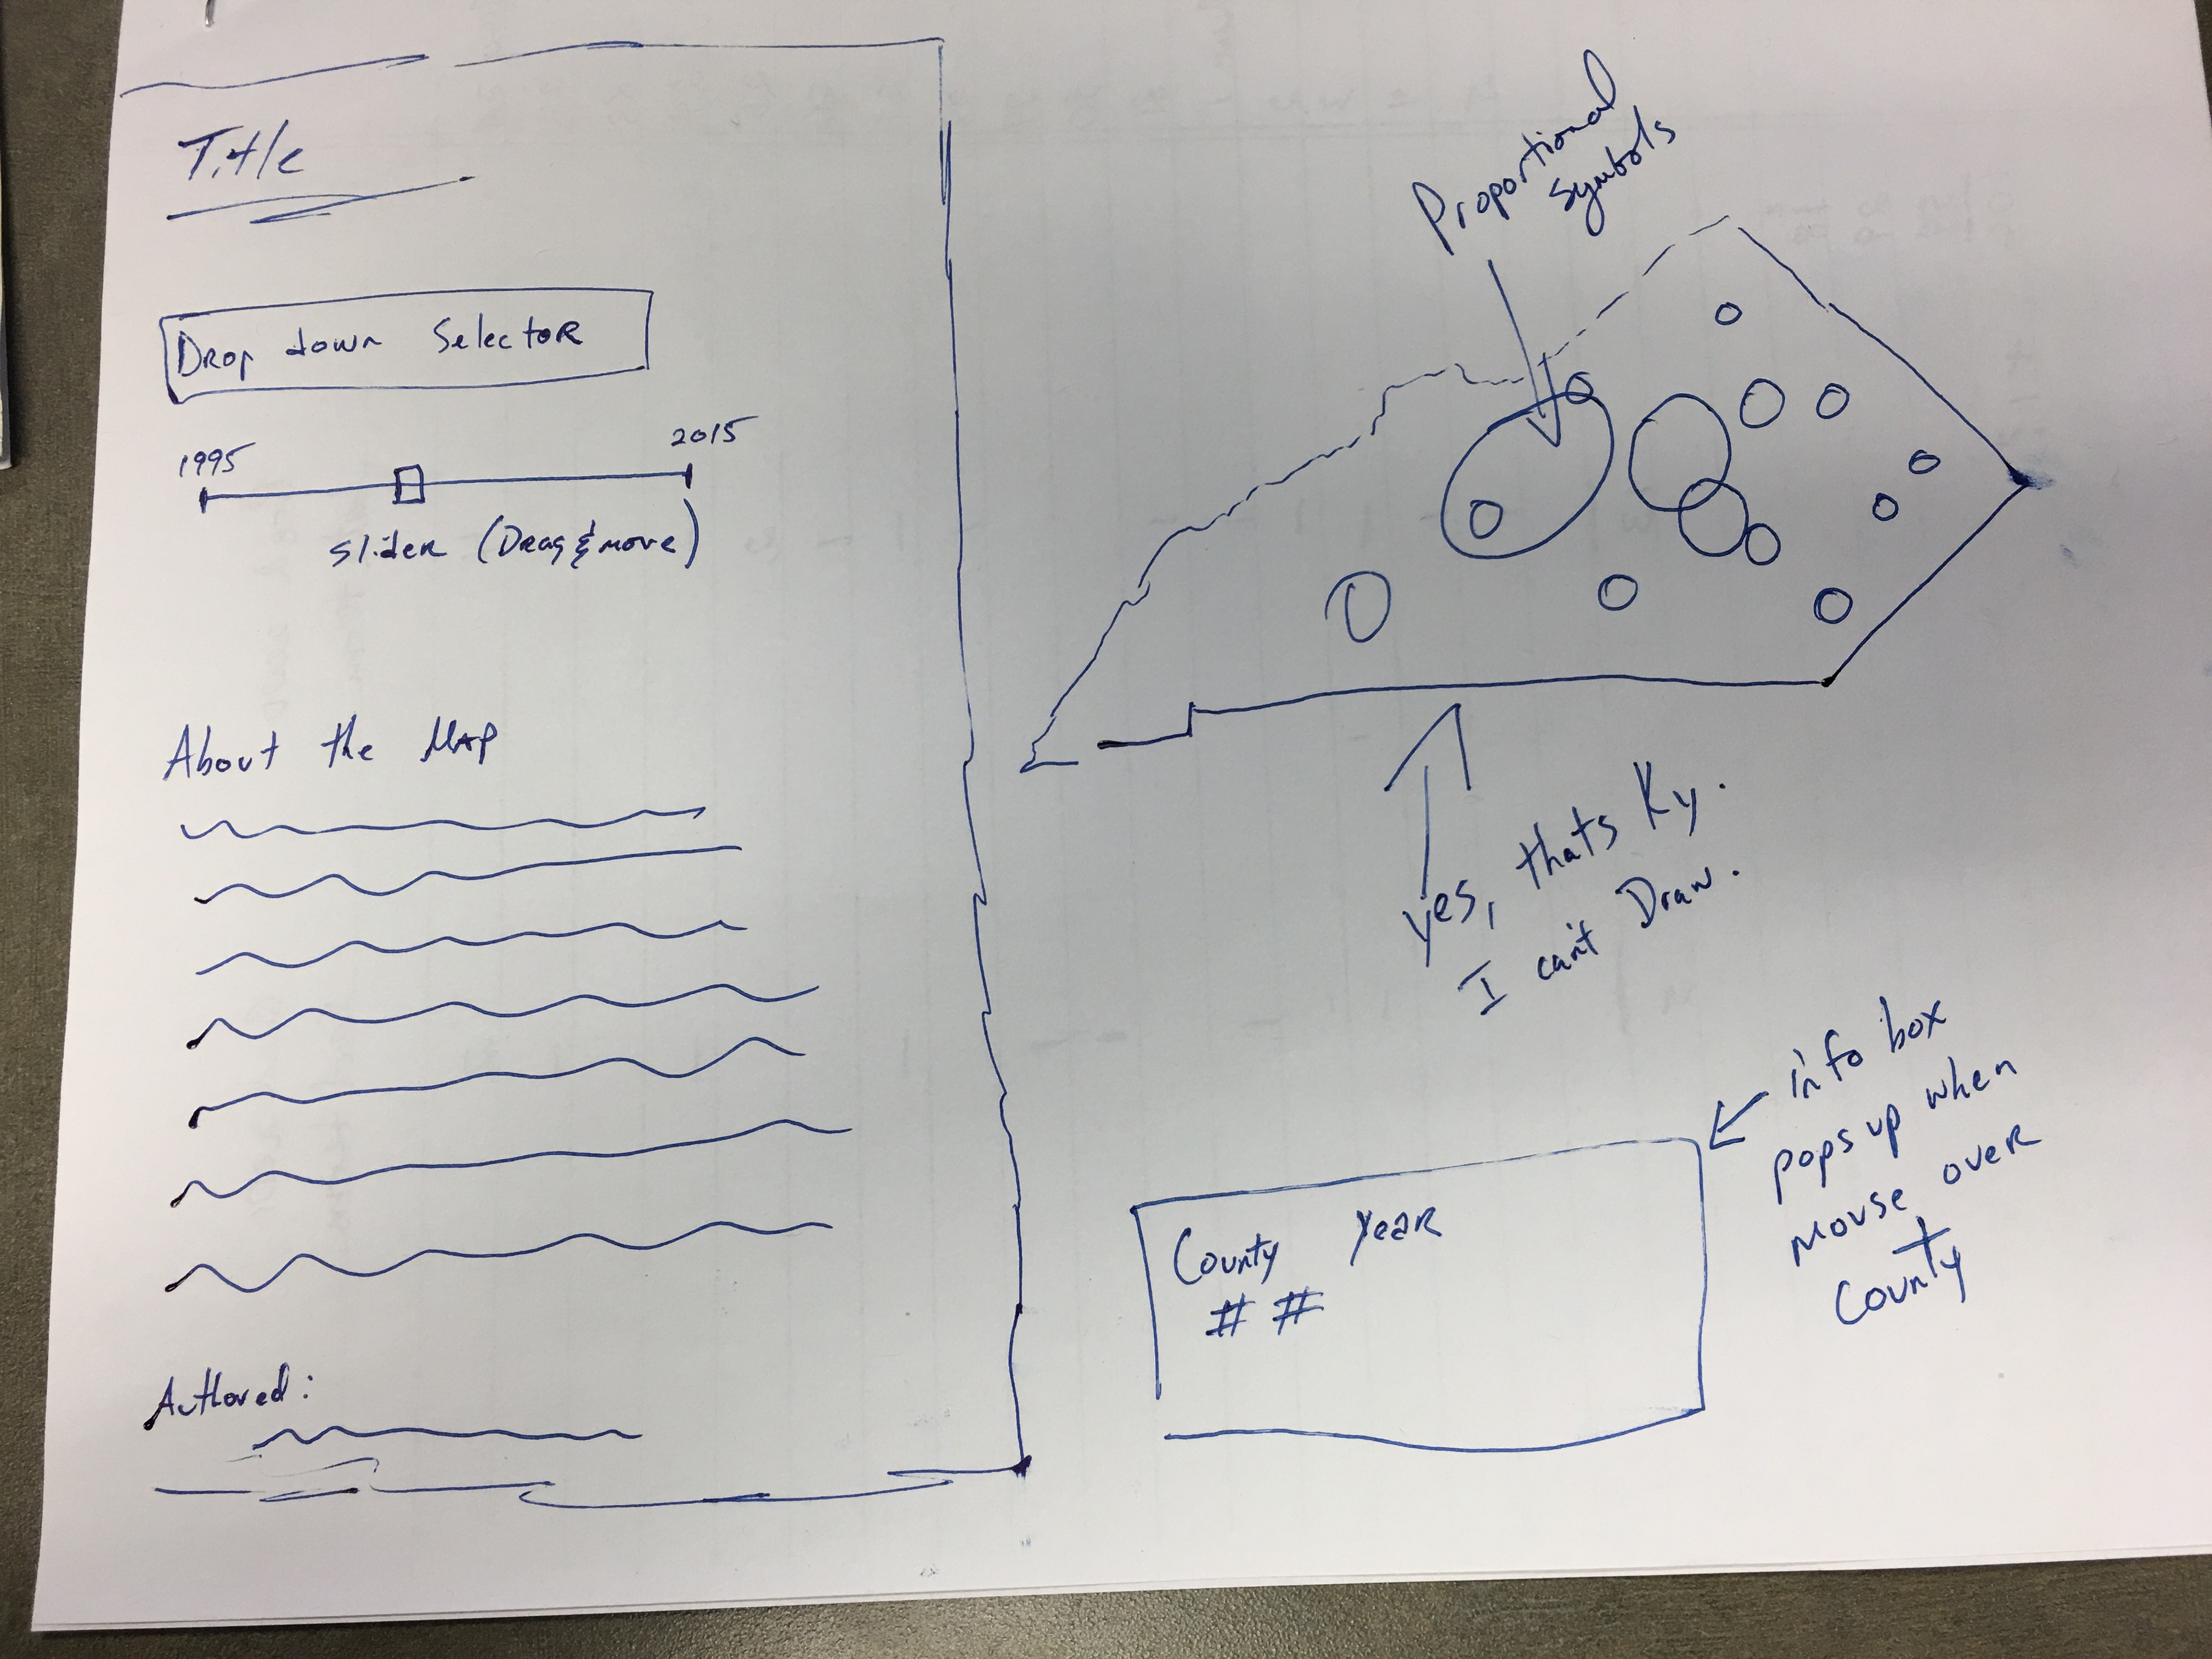 Title
Drop down Selector
1995
2015
slider (Drag & move)
About the Map
Authored:
Proportional
symbols
yes, thats Ky.
I can't Draw.
info box
pops up when
mouse over
County
County Year
# #